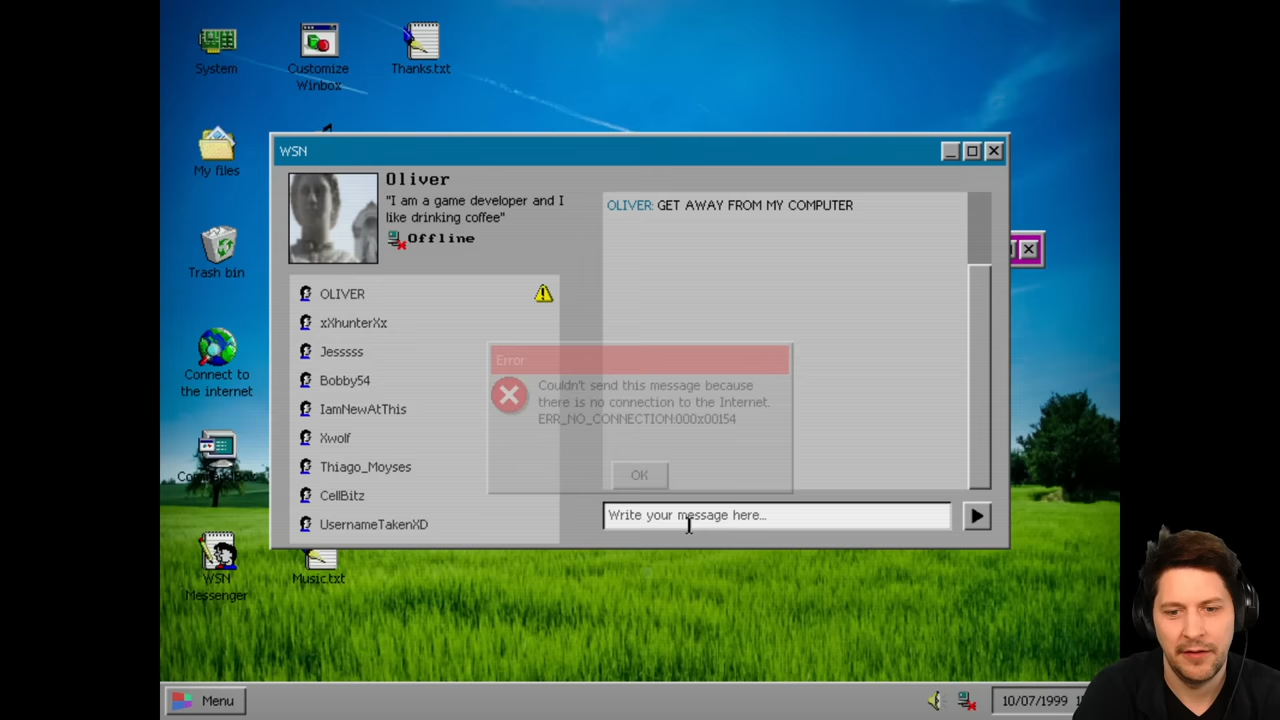 System
Customize
Winbox
Thanks.txt
My files
Trash bin
Connect to
the internet
WSN
Messenger
Music.txt
WSN
Oliver
"I am a game developer and I
like drinking coffee"
Offline
OLIVER
xXhunterXx
Jesssss
Bobby54
IamNewAtThis
Xwolf
Thiago_Moyses
CellBitz
UsernameTakenXD
OLIVER: GET AWAY FROM MY COMPUTER
Error
Couldn't send this message because
there is no connection to the Internet.
ERR_NO_CONNECTION:000x00154
OK
Write your message here...
Menu
10/07/1999